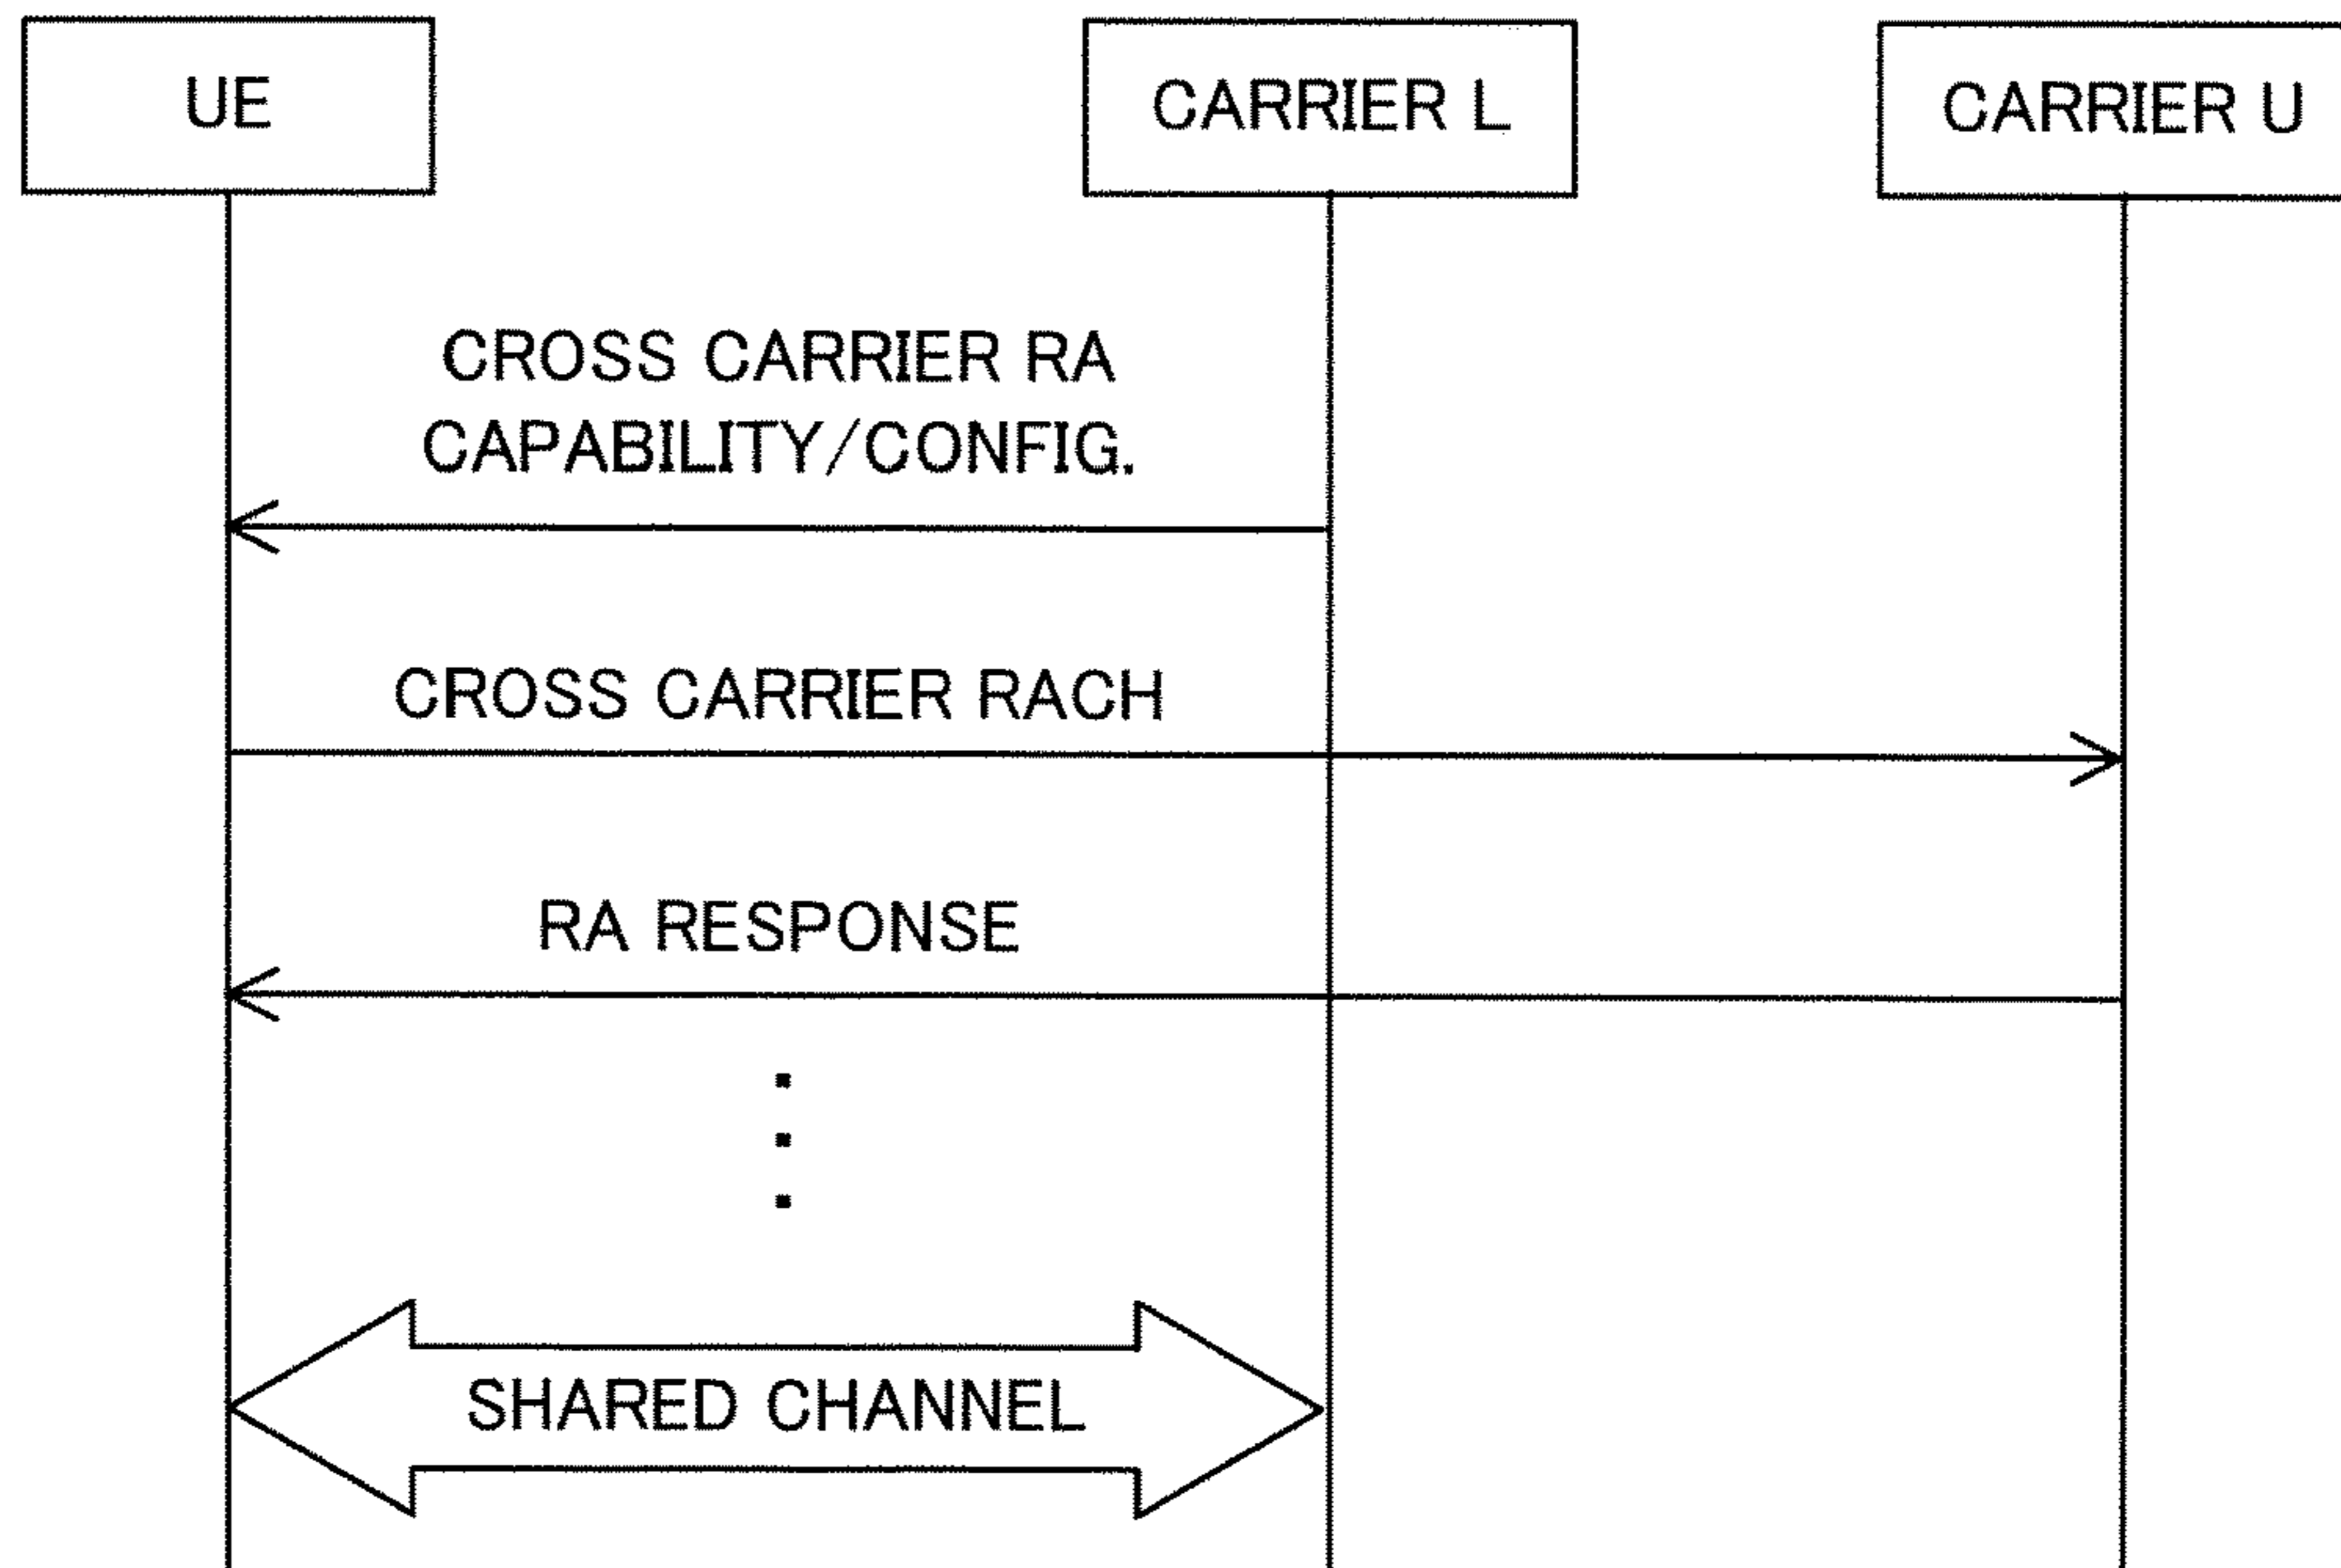 UE
CARRIER L
CARRIER U
CROSS CARRIER RA
CAPABILITY/CONFIG.
CROSS CARRIER RACH
RA RESPONSE
SHARED CHANNEL